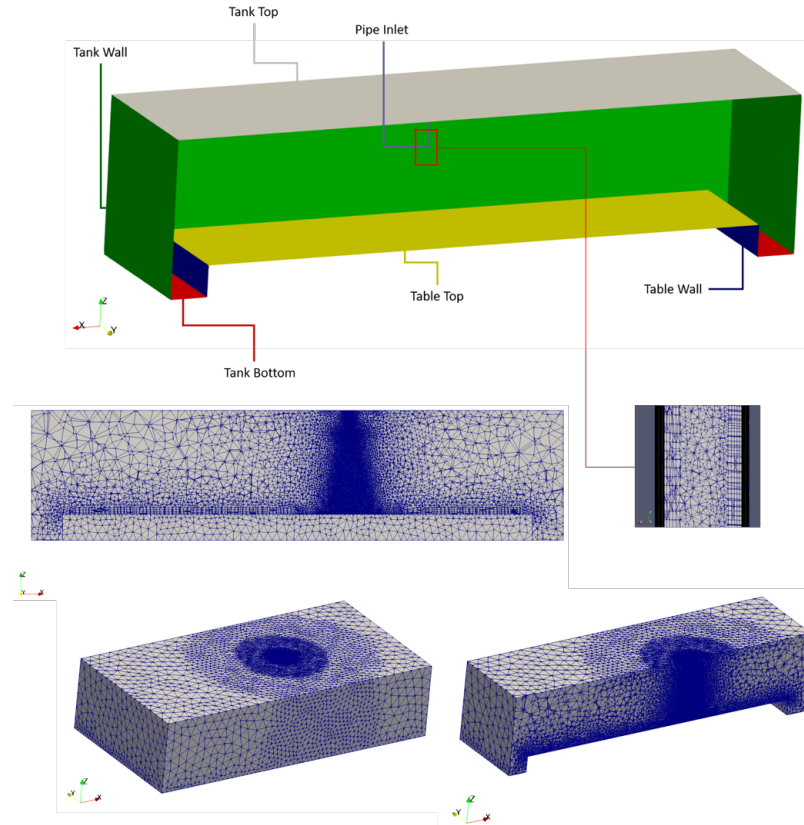 Tank Top
Pipe Inlet
Tank Wall
Table Wall
Table Top
Tank Bottom
Z
X
Y
Z
Y
X
Z
Y
X
Z
Y
X